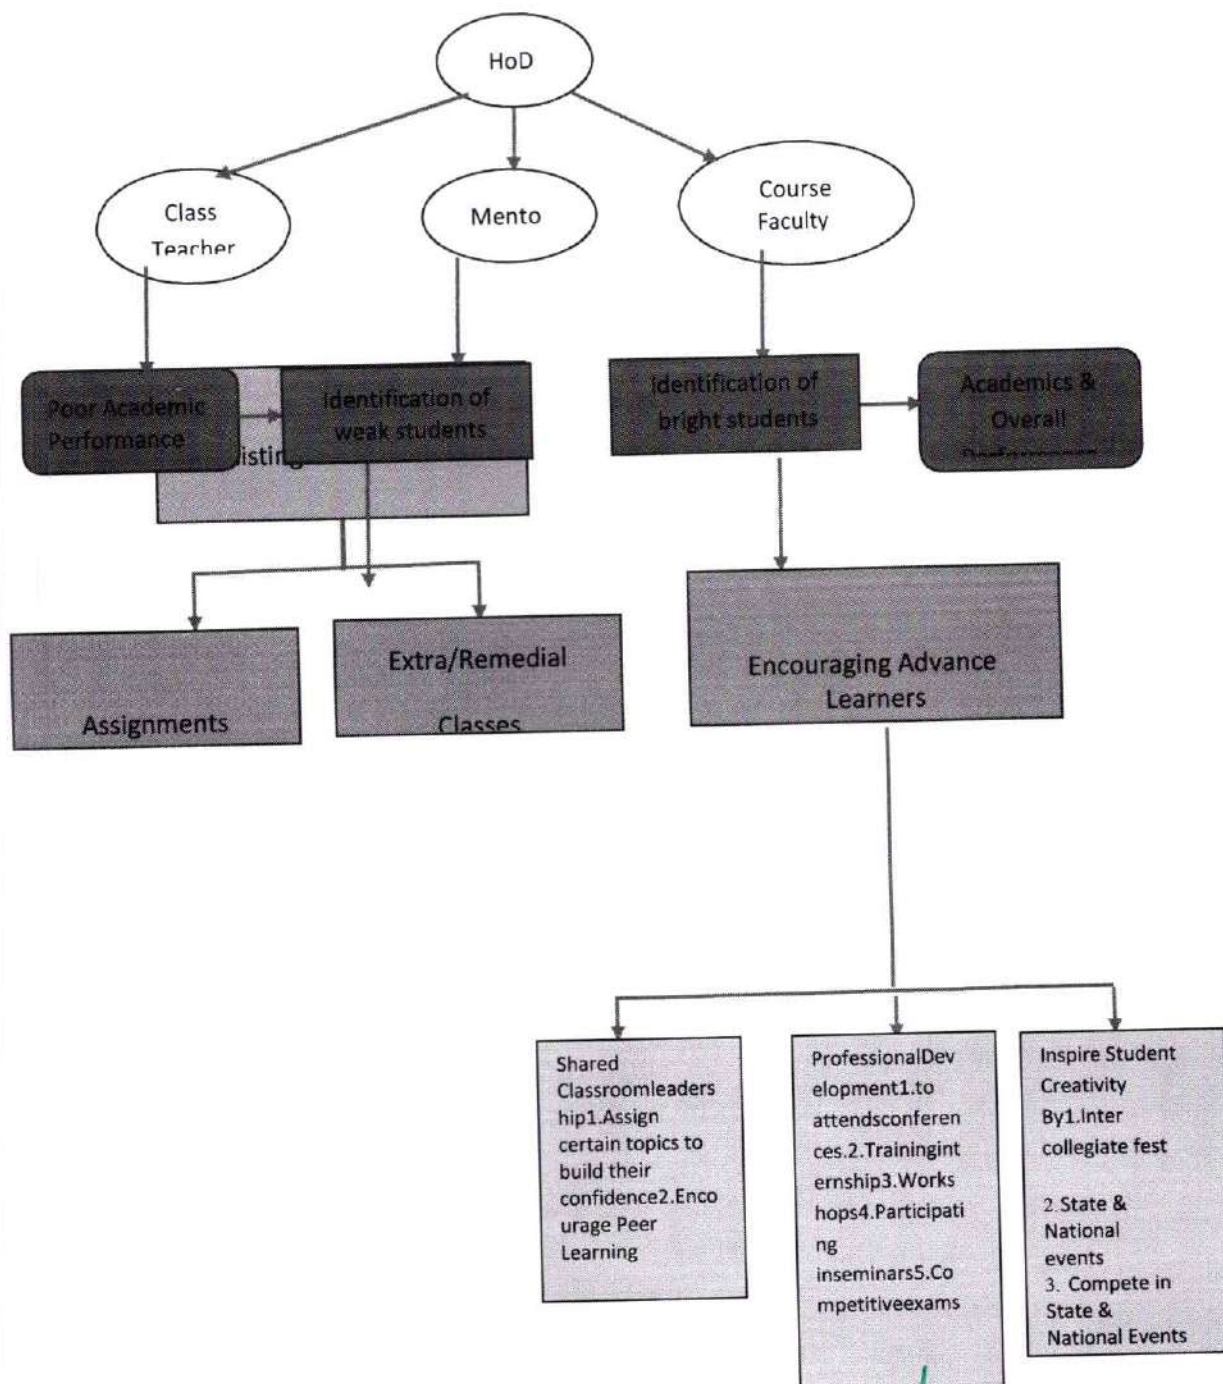 HoD
Class
Teacher
Mento
Course
Faculty
Poor Academic
Performance
isting
Identification of
weak students
Identification of
bright students
Academics &
Overall
Assignments
Extra/Remedial
Classes
Encouraging Advance
Learners
Shared
Classroomleaders
hip1.Assign
certain topics to
build their
confidence2.Enco
urage Peer
Learning
ProfessionalDev
elopment1.to
attendsconferen
ces.2.Trainingint
ernship3.Works
hops4.Participati
ng
inseminars5.Co
mpetitiveexams
Inspire Student
Creativity
By1.Inter
collegiate fest
2.State &
National
events
3. Compete in
State &
National Events